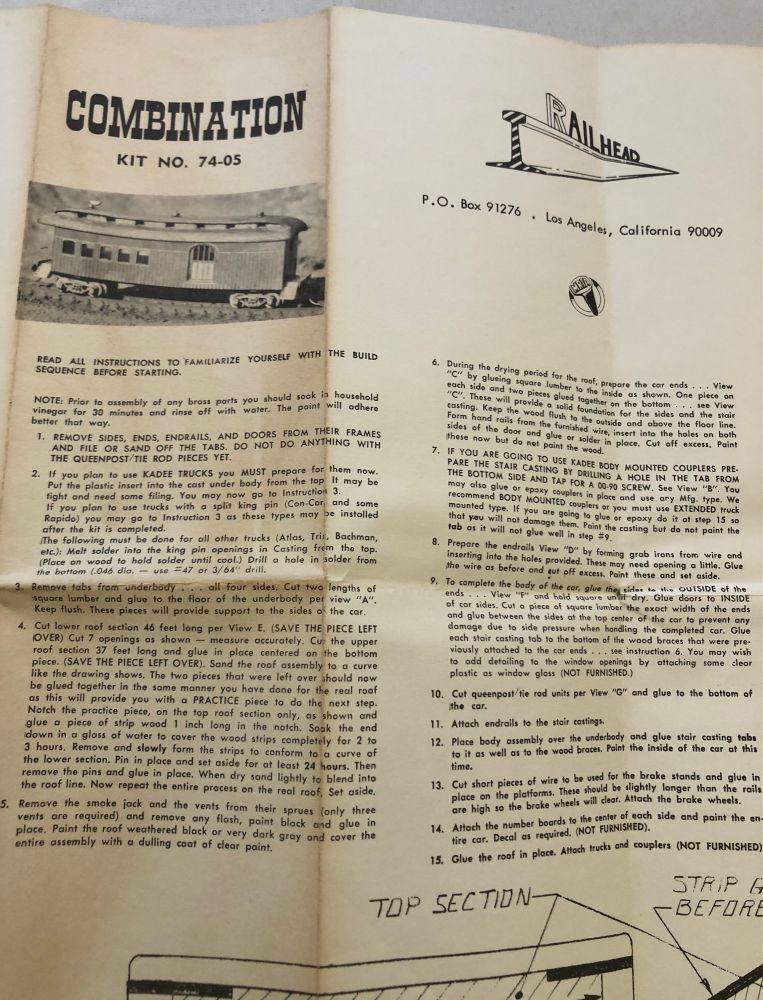 COMBINATION
KIT NO. 74-05
RAILHEAD
P.O. Box 91276 . Los Angeles, California 90009
READ ALL INSTRUCTIONS TO FAMILIARIZE YOURSELF WITH THE BUILD
SEQUENCE BEFORE STARTING.
NOTE: Prior to assembly of any brass parts you should soak in household
vinegar for 30 minutes and rinse off with water. The paint will adhere
better that way.
1. REMOVE SIDES, ENDS, ENDRAILS, AND DOORS FROM THEIR FRAMES
AND FILE OR SAND OFF THE TABS. DO NOT DO ANYTHING WITH
THE QUEENPOST/TIE ROD PIECES YET.
2. If you plan to use KADEE TRUCKS you MUST prepare for them now.
Put the plastic insert into the cast under body from the top. It may be
tight and need some filing. You may now go to Instruction 3.
If you plan to use trucks with a split king pin (Con-Cor and some
Rapido) you may go to Instruction 3 as these types may be installed
after the kit is completed.
The following must be done for all other trucks (Atlas, Trix, Bachman,
etc.): Melt solder into the king pin openings in Casting from the top.
(Place on wood to hold solder until cool.) Drill a hole in solder from
the bottom (.046 dia. — use #47 or 3/64" drill.
3. Remove tabs from underbody . . . all four sides. Cut two lengths of
square lumber and glue to the floor of the underbody per view "A".
Keep flush. These pieces will provide support to the sides of the car.
4. Cut lower roof section 46 feet long per View E. (SAVE THE PIECE LEFT
OVER) Cut 7 openings as shown — measure accurately. Cut the upper
roof section 37 feet long and glue in place centered on the bottom
piece. (SAVE THE PIECE LEFT OVER). Sand the roof assembly to a curve
like the drawing shows. The two pieces that were left over should now
be glued together in the same manner you have done for the real roof
as this will provide you with a PRACTICE piece to do the next step.
Notch the practice piece, on the top roof section only, as shown and
glue a piece of strip wood 1 inch long in the notch. Soak the end
down in a glass of water to cover the wood strips completely for 2 to
3 hours. Remove and slowly form the strips to conform to a curve of
the lower section. Pin in place and set aside for at least 24 hours. Then
remove the pins and glue in place. When dry sand lightly to blend into
the roof line. Now repeat the entire process on the real roof. Set aside.
5. Remove the smoke jack and the vents from their sprues (only three
vents are required) and remove any flash, paint black and glue in
place. Paint the roof weathered black or very dark gray and cover the
entire assembly with a dulling coat of clear paint.
6. During the drying period for the roof, prepare the car ends . . . View
"C" by glueing square lumber to the inside as shown. One piece on
each side and two pieces glued together on the bottom . . . see View
"C". These will provide a solid foundation for the sides and the stair
casting. Keep the wood flush to the outside and above the floor line.
Form hand rails from the furnished wire, insert into the holes on both
sides of the door and glue or solder in place. Cut off excess. Paint
these now but do not paint the wood.
7. IF YOU ARE GOING TO USE KADEE BODY MOUNTED COUPLERS PRE-
PARE THE STAIR CASTING BY DRILLING A HOLE IN THE TAB FROM
THE BOTTOM SIDE AND TAP FOR A 00-90 SCREW. See View "B". You
may also glue or epoxy couplers in place and use any Mfg. type. We
recommend BODY MOUNTED couplers or you must use EXTENDED truck
mounted type. If you are going to glue or epoxy do it at step 15 so
that you will not damage them. Paint the casting but do not paint the
tab as it will not glue well in step #9.
8. Prepare the endrails View "D" by forming grab irons from wire and
inserting into the holes provided. These may need opening a little. Glue
the wire as before and cut off excess. Paint these and set aside.
9. To complete the body of the car, glue the sides to the OUTSIDE of the
ends . . . View "F" and hold square until dry. Glue doors to INSIDE
of car sides. Cut a piece of square lumber the exact width of the ends
and glue between the sides at the top center of the car to prevent any
damage due to side pressure when handling the completed car. Glue
each stair casting tab to the bottom of the wood braces that were pre-
viously attached to the car ends . . . see instruction 6. You may wish
to add detailing to the window openings by attaching some clear
plastic as window glass (NOT FURNISHED.)
10. Cut queenpost/tie rod units per View "G" and glue to the bottom of
the car.
11. Attach endrails to the stair castings.
12. Place body assembly over the underbody and glue stair casting tabs
to it as well as to the wood braces. Paint the inside of the car at this
time.
13. Cut short pieces of wire to be used for the brake stands and glue in
place on the platforms. These should be slightly longer than the rails
are high so the brake wheels will clear. Attach the brake wheels.
14. Attach the number boards to the center of each side and paint the en-
tire car. Decal as required. (NOT FURNISHED).
15. Glue the roof in place. Attach trucks and couplers (NOT FURNISHED)
TOP SECTION
STRIP
BEFORE